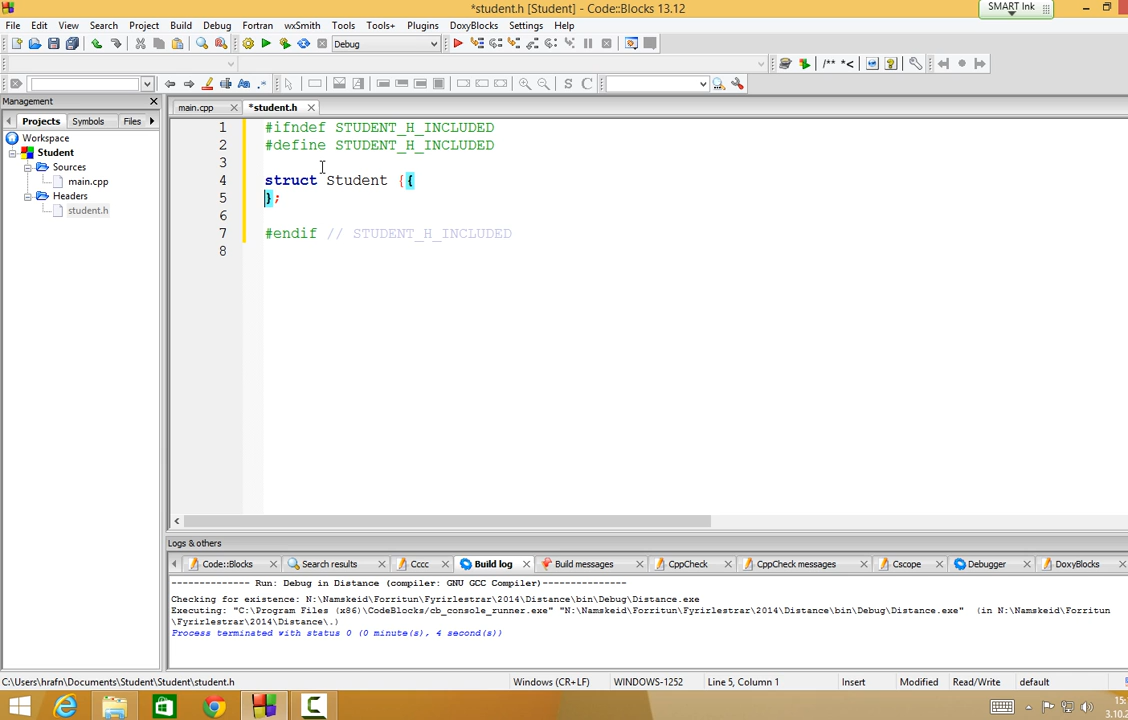 *student.h [Student] - Code::Blocks 13.12
SMART Ink
File Edit View Search Project Build Debug Fortran wxSmith Tools Tools+ Plugins DoxyBlocks Settings Help
Debug
/** *<
S C
Management
main.cpp *student.h
Projects Symbols Files
Workspace
Student
Sources
main.cpp
Headers
student.h
1 #ifndef STUDENT_H_INCLUDED
2 #define STUDENT_H_INCLUDED
3
4 struct Student {{
5 };
6
7 #endif // STUDENT_H_INCLUDED
8
Logs & others
Code::Blocks Search results Cccc Build log Build messages CppCheck CppCheck messages Cscope Debugger DoxyBlocks
-------------- Run: Debug in Distance (compiler: GNU GCC Compiler)---------------
Checking for existence: N:\Namskeid\Forritun\Fyrirlestrar\2014\Distance\bin\Debug\Distance.exe
Executing: "C:\Program Files (x86)\CodeBlocks/cb_console_runner.exe" "N:\Namskeid\Forritun\Fyrirlestrar\2014\Distance\bin\Debug\Distance.exe"  (in N:\Namskeid\Forritun
\Fyrirlestrar\2014\Distance\.)
Process terminated with status 0 (0 minute(s), 4 second(s))
C:\Users\hrafn\Documents\Student\Student\student.h Windows (CR+LF) WINDOWS-1252 Line 5, Column 1 Insert Modified Read/Write default
15:
3.10.2